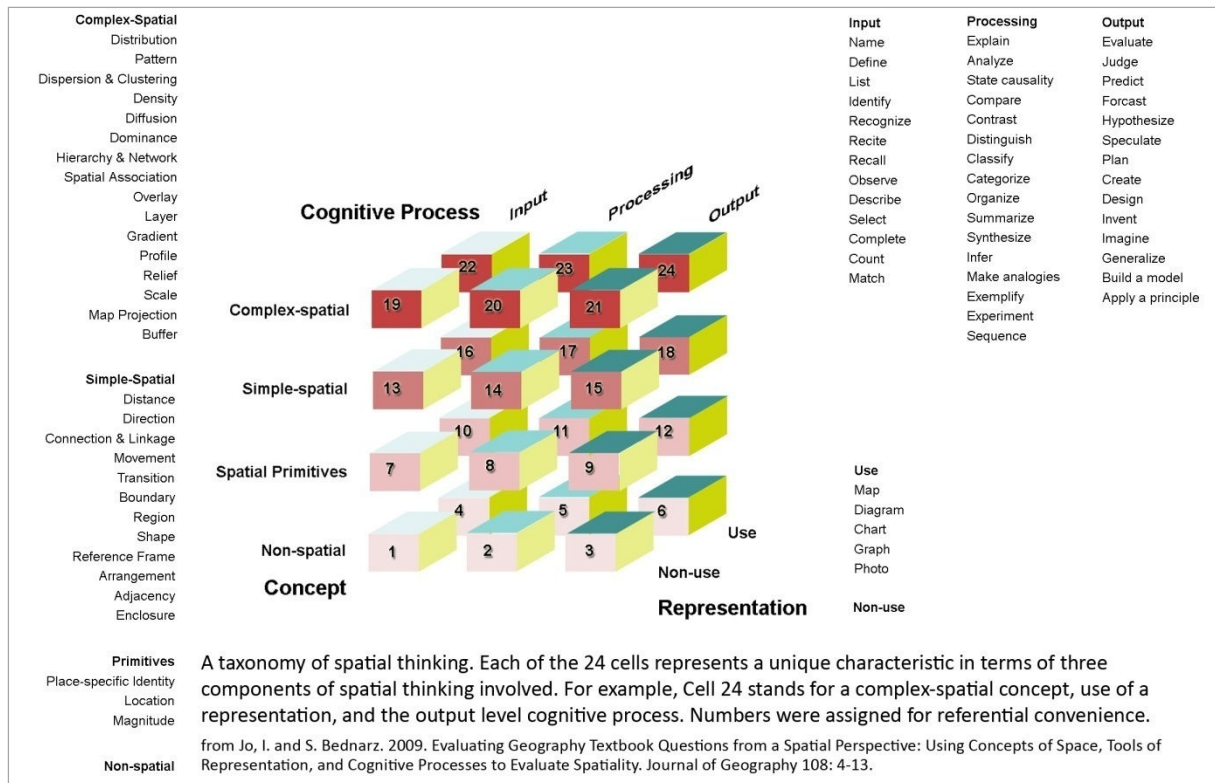 Complex-Spatial
Distribution
Pattern
Dispersion & Clustering
Density
Diffusion
Dominance
Hierarchy & Network
Spatial Association
Overlay
Layer
Gradient
Profile
Relief
Scale
Map Projection
Buffer
Simple-Spatial
Distance
Direction
Connection & Linkage
Movement
Transition
Boundary
Region
Shape
Reference Frame
Arrangement
Adjacency
Enclosure
Primitives
Place-specific Identity
Location
Magnitude
Non-spatial
Cognitive Process
Input
Processing
Output
22 23 24
19 20 21
Complex-spatial
16 17 18
13 14 15
Simple-spatial
10 11 12
7 8 9
Spatial Primitives
4 5 6
1 2 3
Non-spatial
Use
Non-use
Concept
Representation
Input
Name
Define
List
Identify
Recognize
Recite
Recall
Observe
Describe
Select
Complete
Count
Match
Processing
Explain
Analyze
State causality
Compare
Contrast
Distinguish
Classify
Categorize
Organize
Summarize
Synthesize
Infer
Make analogies
Exemplify
Experiment
Sequence
Output
Evaluate
Judge
Predict
Forcast
Hypothesize
Speculate
Plan
Create
Design
Invent
Imagine
Generalize
Build a model
Apply a principle
Use
Map
Diagram
Chart
Graph
Photo
Non-use
A taxonomy of spatial thinking. Each of the 24 cells represents a unique characteristic in terms of three
components of spatial thinking involved. For example, Cell 24 stands for a complex-spatial concept, use of a
representation, and the output level cognitive process. Numbers were assigned for referential convenience.
from Jo, I. and S. Bednarz. 2009. Evaluating Geography Textbook Questions from a Spatial Perspective: Using Concepts of Space, Tools of
Representation, and Cognitive Processes to Evaluate Spatiality. Journal of Geography 108: 4-13.